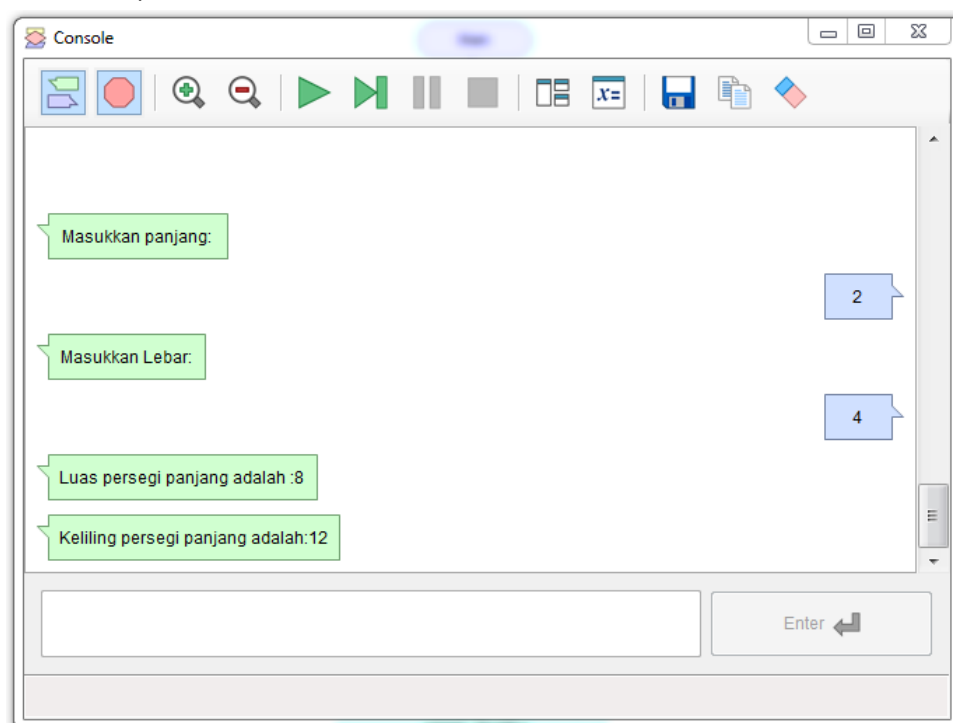 Console
x=
Masukkan panjang:
2
Masukkan Lebar:
4
Luas persegi panjang adalah :8
Keliling persegi panjang adalah:12
Enter